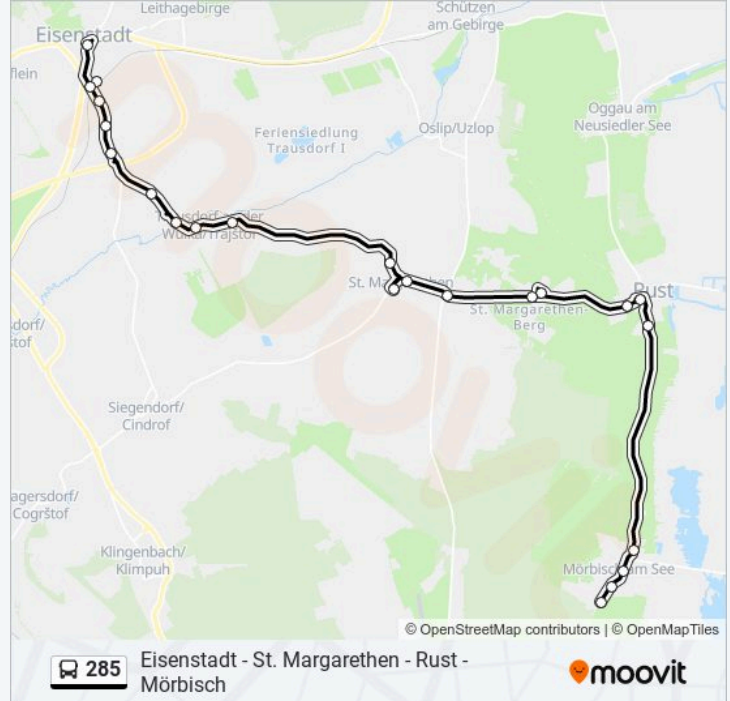 Leithagebirge
Schützen
am Gebirge
Eisenstadt
flein
Oggau am
Neusiedler See
Feriensiedlung
Trausdorf I
Oslip/Uzlop
Wulka/Trajštof
St. Ma
Rust
St. Margarethen-
Berg
dorf/
stof
Siegendorf/
Cindrof
agersdorf/
Cogrštof
Klingenbach/
Klimpuh
Mörbisch am See
© OpenStreetMap contributors | © OpenMapTiles
285
Eisenstadt - St. Margarethen - Rust -
Mörbisch
moovit